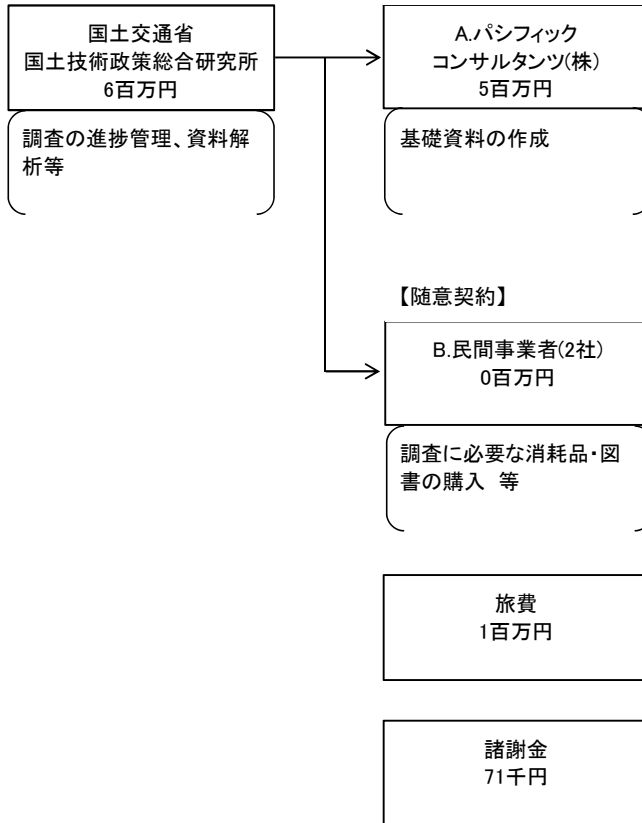 国土交通省
国土技術政策総合研究所
6百万円
調査の進捗管理、資料解
析等
A.パシフィック
コンサルタンツ(株)
5百万円
基礎資料の作成
【随意契約】
B.民間事業者(2社)
0百万円
調査に必要な消耗品・図
書の購入 等
旅費
1百万円
諸謝金
71千円